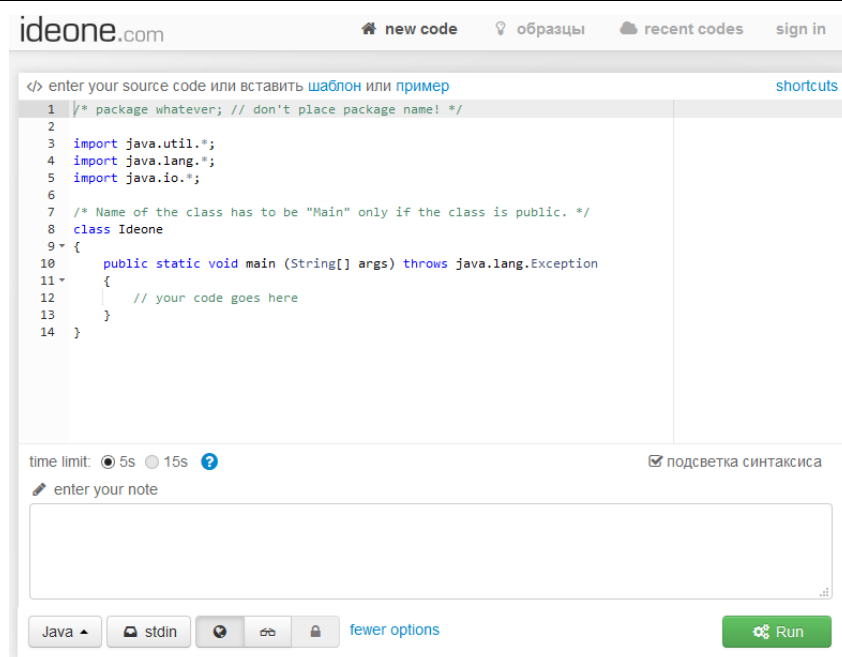 ideone.com new code образцы recent codes sign in
</> enter your source code или вставить шаблон или пример shortcuts
1 /* package whatever; // don't place package name! */
2
3 import java.util.*;
4 import java.lang.*;
5 import java.io.*;
6
7 /* Name of the class has to be "Main" only if the class is public. */
8 class Ideone
9 {
10 public static void main (String[] args) throws java.lang.Exception
11 {
12 // your code goes here
13 }
14 }
time limit: 5s 15s ? подсветка синтаксиса
enter your note
Java stdin fewer options Run